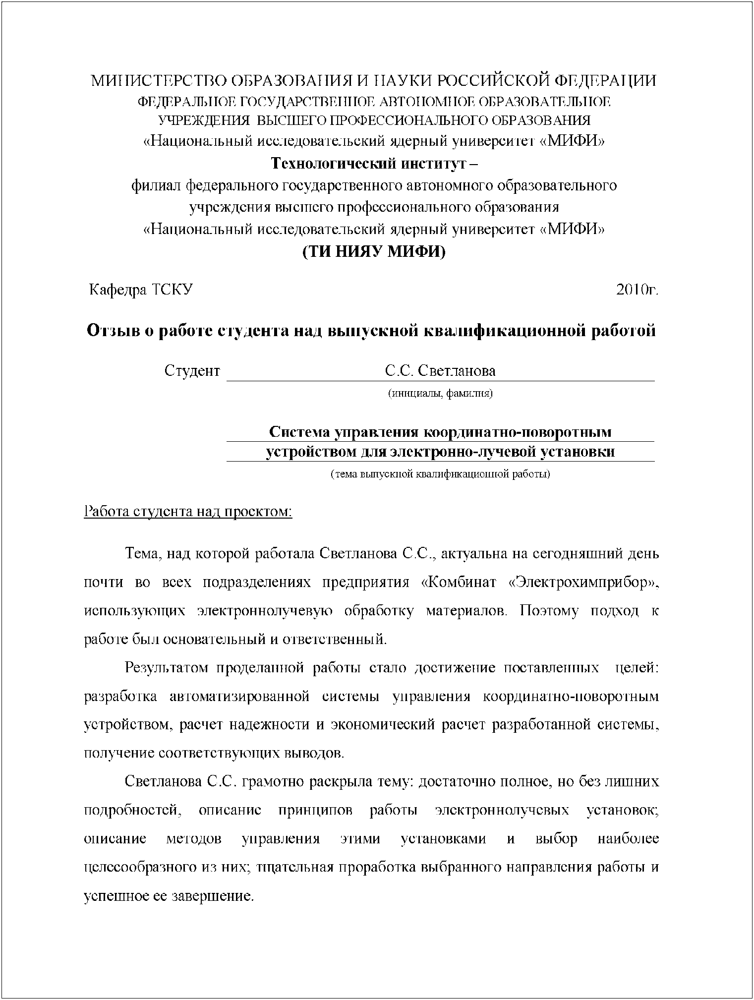 МИНИСТЕРСТВО ОБРАЗОВАНИЯ И НАУКИ РОССИЙСКОЙ ФЕДЕРАЦИИ
ФЕДЕРАЛЬНОЕ ГОСУДАРСТВЕННОЕ АВТОНОМНОЕ ОБРАЗОВАТЕЛЬНОЕ
УЧРЕЖДЕНИЯ ВЫСШЕГО ПРОФЕССИОНАЛЬНОГО ОБРАЗОВАНИЯ
«Национальный исследовательский ядерный университет «МИФИ»
Технологический институт –
филиал федерального государственного автономного образовательного
учреждения высшего профессионального образования
«Национальный исследовательский ядерный университет «МИФИ»
(ТИ НИЯУ МИФИ)
Кафедра ТСКУ 2010г.
Отзыв о работе студента над выпускной квалификационной работой
Студент С.С. Светланова
(инициалы, фамилия)
Система управления координатно-поворотным
устройством для электронно-лучевой установки
(тема выпускной квалификационной работы)
Работа студента над проектом:
Тема, над которой работала Светланова С.С., актуальна на сегодняшний день
почти во всех подразделениях предприятия «Комбинат «Электрохимприбор»,
использующих электроннолучевую обработку материалов. Поэтому подход к
работе был основательный и ответственный.
Результатом проделанной работы стало достижение поставленных целей:
разработка автоматизированной системы управления координатно-поворотным
устройством, расчет надежности и экономический расчет разработанной системы,
получение соответствующих выводов.
Светланова С.С. грамотно раскрыла тему: достаточно полное, но без лишних
подробностей, описание принципов работы электроннолучевых установок;
описание методов управления этими установками и выбор наиболее
целесообразного из них; тщательная проработка выбранного направления работы и
успешное ее завершение.